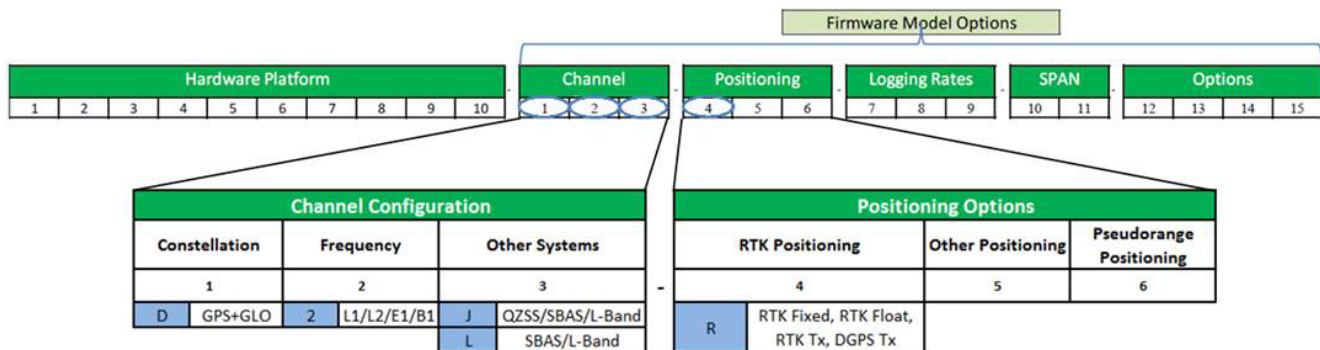 Firmware Model Options
Hardware Platform - Channel - Positioning - Logging Rates - SPAN - Options
1 2 3 4 5 6 7 8 9 10 1 2 3 4 5 6 7 8 9 10 11 12 13 14 15
Channel Configuration
Constellation Frequency Other Systems
1 2 3
D GPS+GLO 2 L1/L2/E1/B1 J QZSS/SBAS/L-Band
L SBAS/L-Band
-
Positioning Options
RTK Positioning Other Positioning Pseudorange
Positioning
4 5 6
R RTK Fixed, RTK Float,
RTK Tx, DGPS Tx